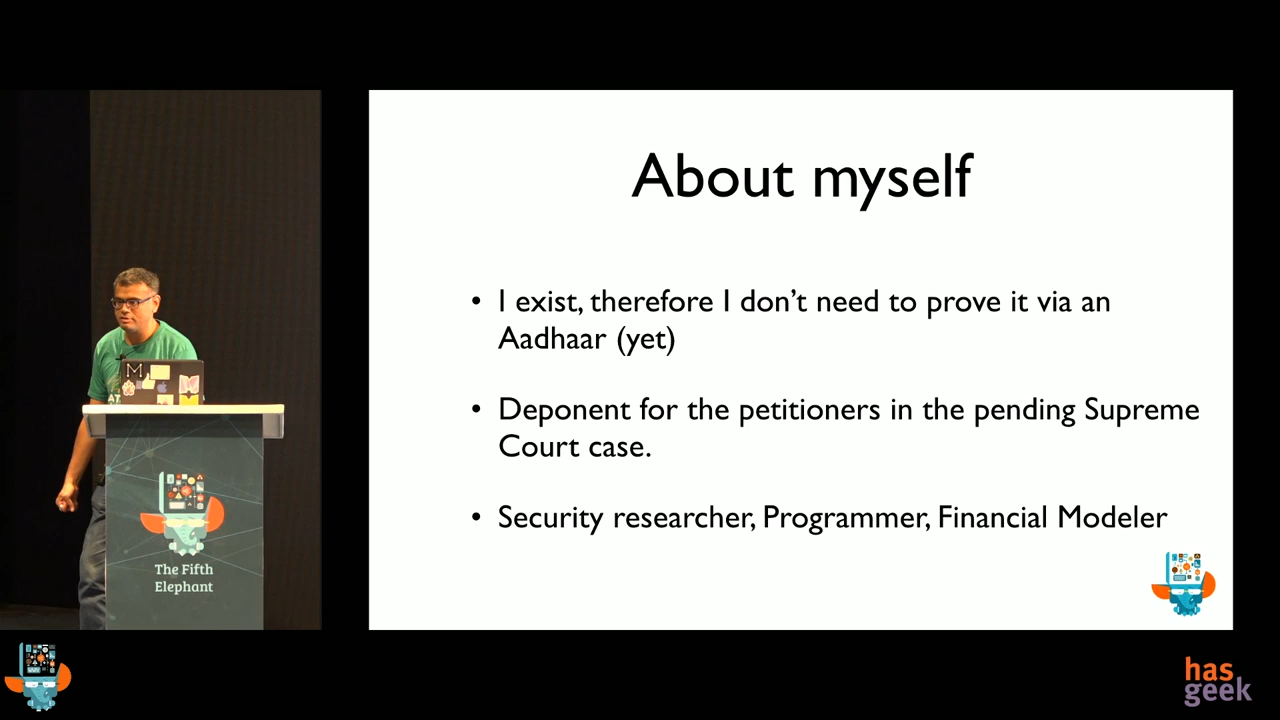 About myself
• I exist, therefore I don’t need to prove it via an
Aadhaar (yet)
• Deponent for the petitioners in the pending Supreme
Court case.
• Security researcher, Programmer, Financial Modeler
The Fifth
Elephant
has
geek